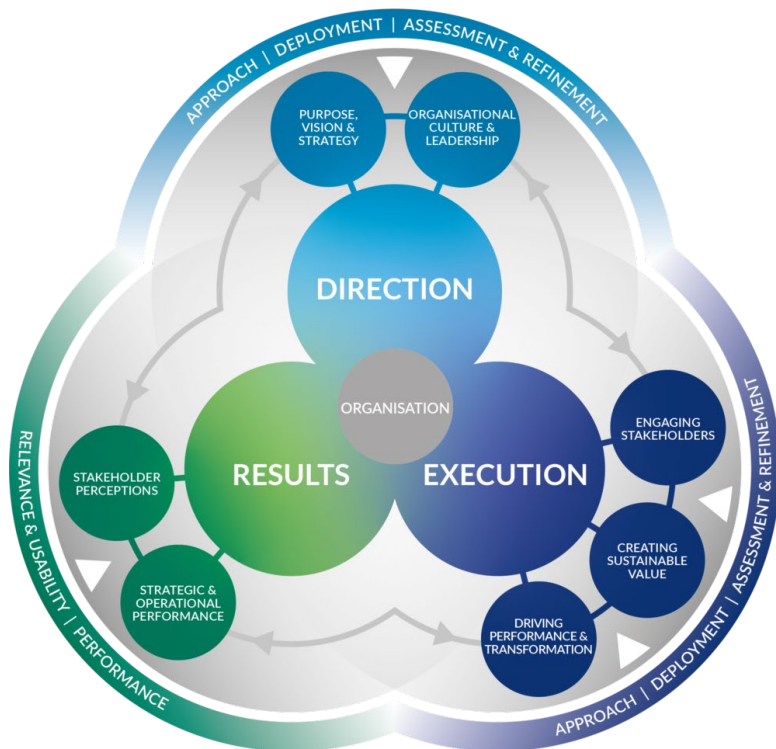 APPROACH | DEPLOYMENT | ASSESSMENT & REFINEMENT
PURPOSE,
VISION &
STRATEGY
ORGANISATIONAL
CULTURE &
LEADERSHIP
DIRECTION
ORGANISATION
RESULTS
EXECUTION
STAKEHOLDER
PERCEPTIONS
STRATEGIC &
OPERATIONAL
PERFORMANCE
ENGAGING
STAKEHOLDERS
CREATING
SUSTAINABLE
VALUE
DRIVING
PERFORMANCE &
TRANSFORMATION
RELEVANCE & USABILITY | PERFORMANCE
APPROACH | DEPLOYMENT | ASSESSMENT & REFINEMENT